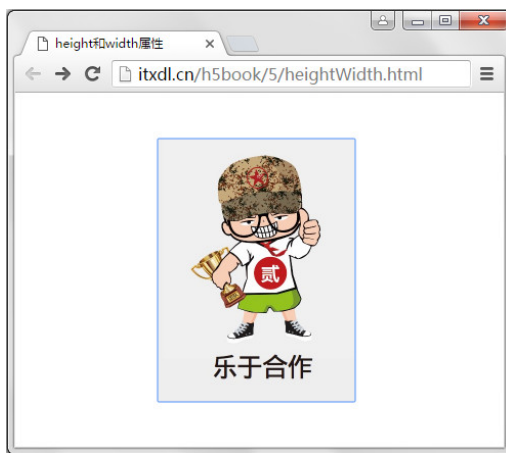 height和width属性
itxdl.cn/h5book/5/heightWidth.html
贰
乐于合作